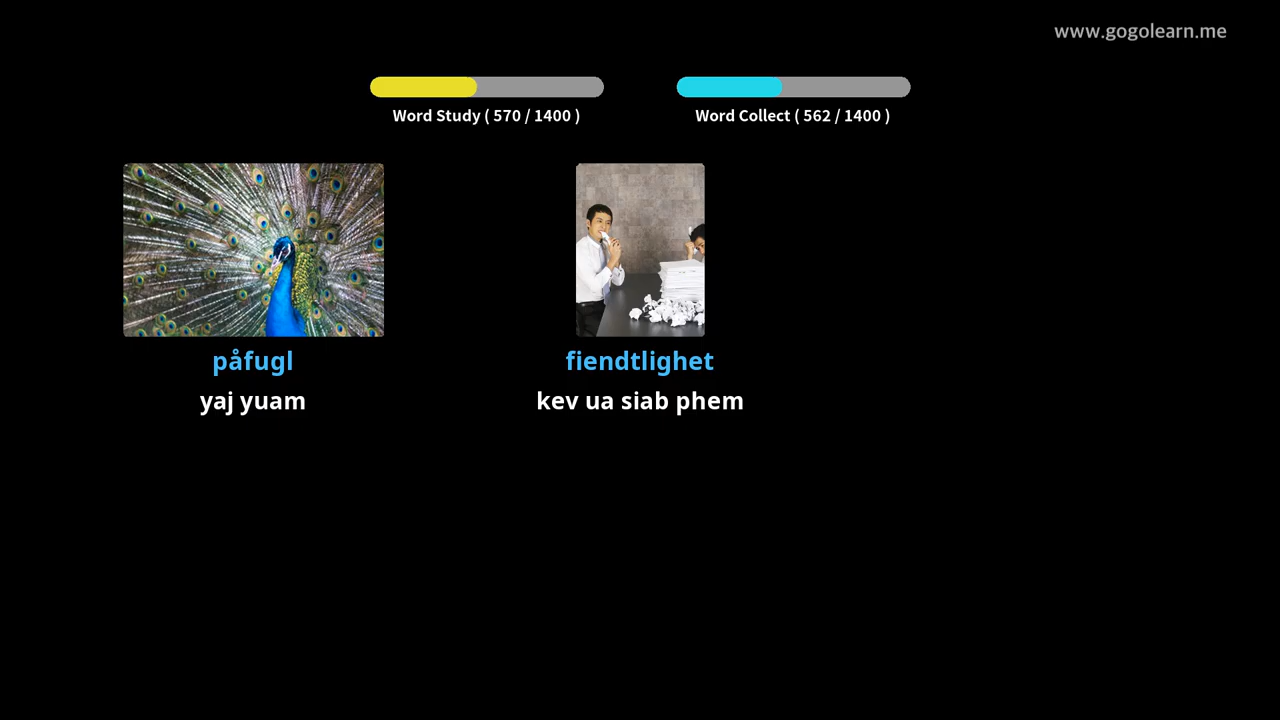 www.gogolearn.me
Word Study ( 570 / 1400 )
Word Collect ( 562 / 1400 )
påfugl
yaj yuam
fiendtlighet
kev ua siab phem